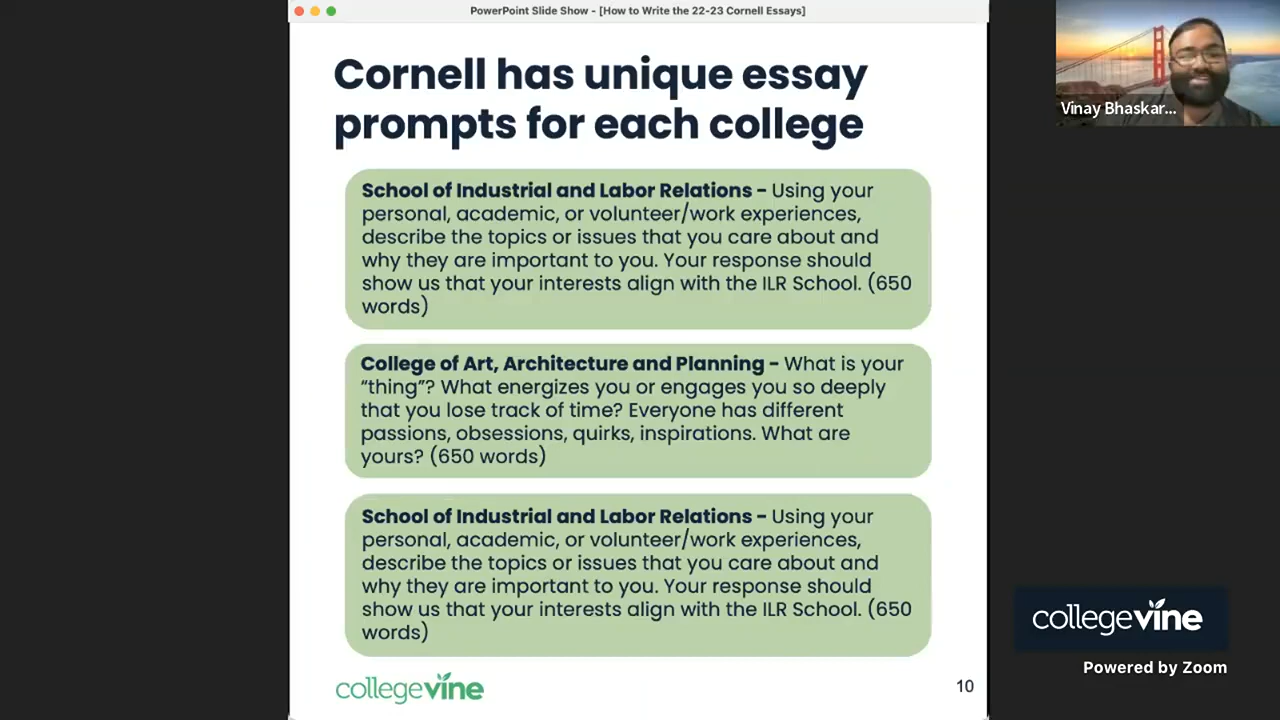 PowerPoint Slide Show - [How to Write the 22-23 Cornell Essays]
Cornell has unique essay
prompts for each college
School of Industrial and Labor Relations - Using your
personal, academic, or volunteer/work experiences,
describe the topics or issues that you care about and
why they are important to you. Your response should
show us that your interests align with the ILR School. (650
words)
College of Art, Architecture and Planning - What is your
“thing”? What energizes you or engages you so deeply
that you lose track of time? Everyone has different
passions, obsessions, quirks, inspirations. What are
yours? (650 words)
School of Industrial and Labor Relations - Using your
personal, academic, or volunteer/work experiences,
describe the topics or issues that you care about and
why they are important to you. Your response should
show us that your interests align with the ILR School. (650
words)
collegevine
10
Vinay Bhaskar...
collegevine
Powered by Zoom